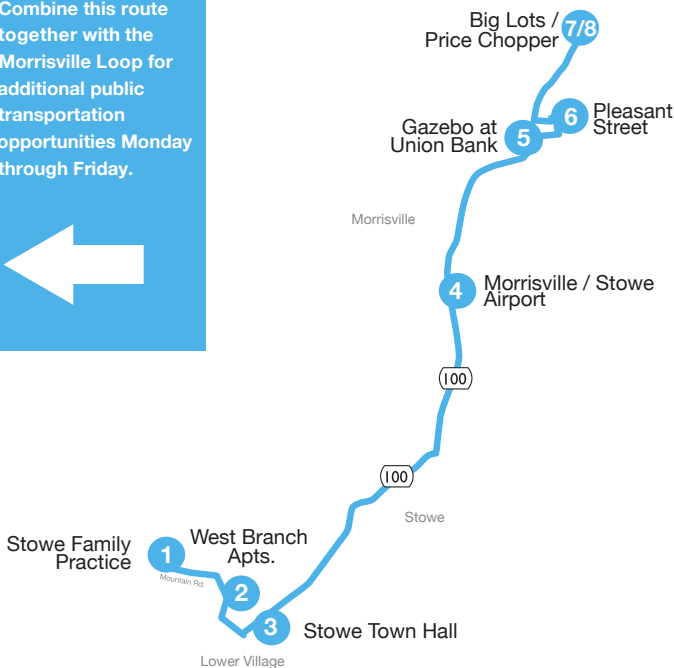 Combine this route
together with the
Morrisville Loop for
additional public
transportation
opportunities Monday
through Friday.
Big Lots /
Price Chopper
7/8
6
Pleasant
Street
Gazebo at
Union Bank
5
Morrisville
4
Morrisville / Stowe
Airport
100
100
Stowe
Stowe Family
Practice
1
Mountain Rd.
West Branch
Apts.
2
3
Stowe Town Hall
Lower Village